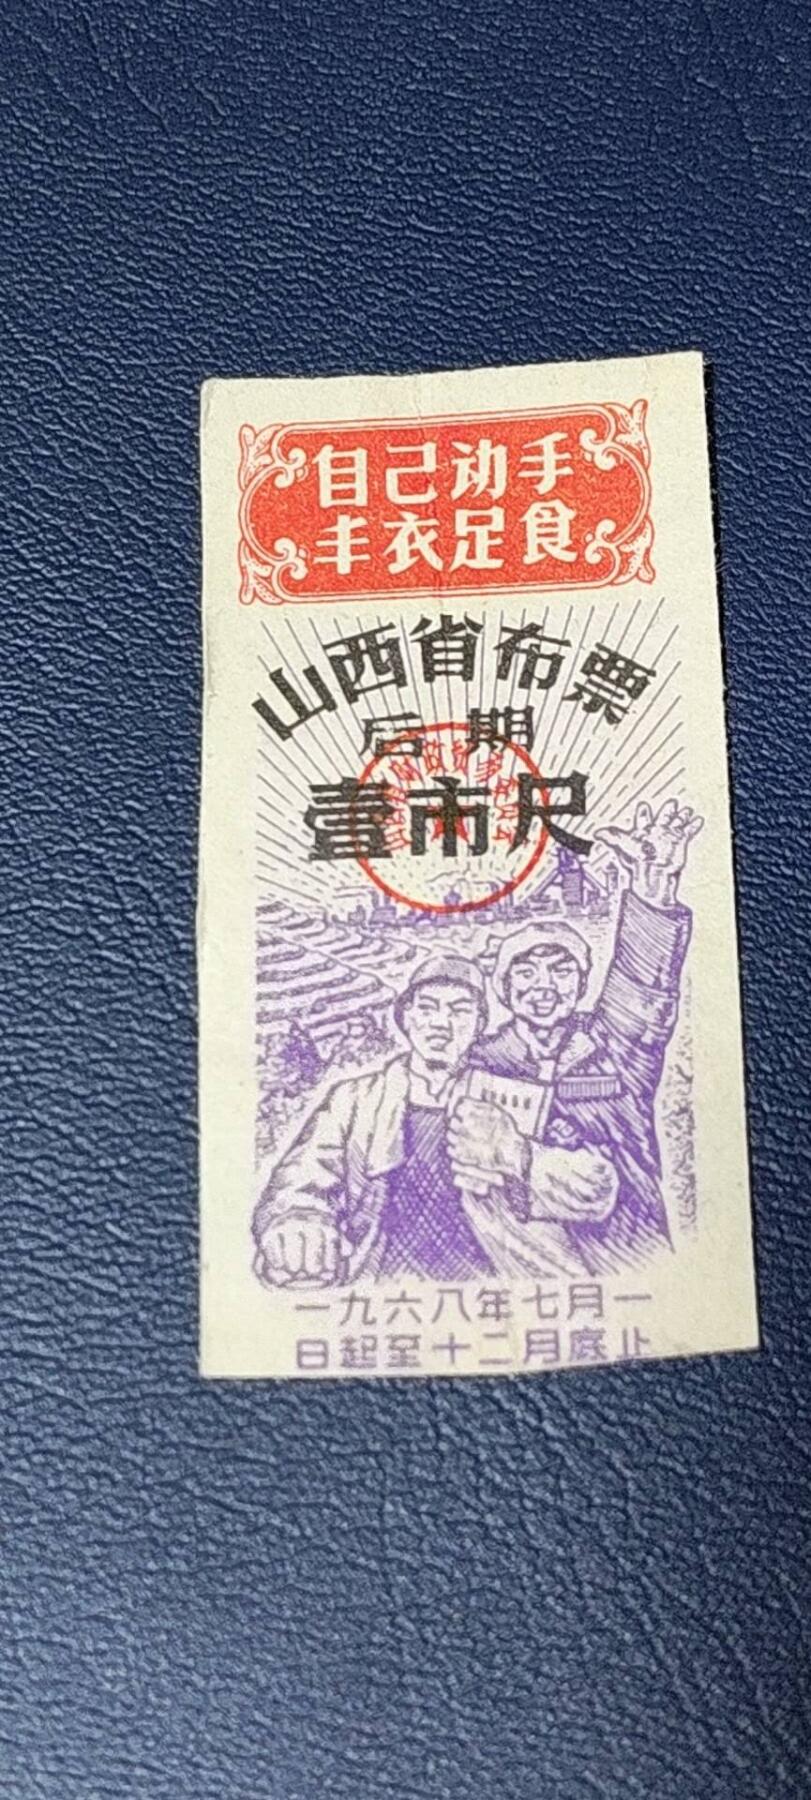 自己动手
丰衣足食
山西省布票
后期
壹市尺
一九六八年七月一
日起至十二月底止